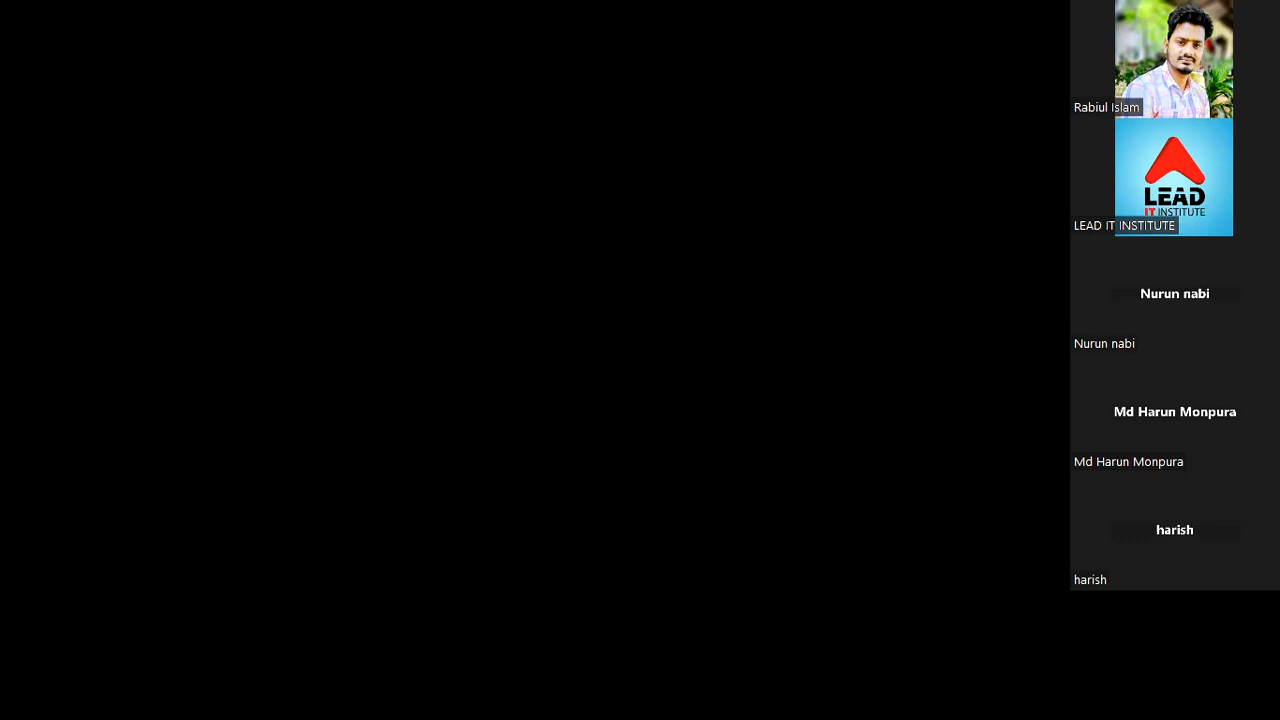 Rabiul Islam
LEAD
IT INSTITUTE
LEAD IT INSTITUTE
Nurun nabi
Nurun nabi
Md Harun Monpura
Md Harun Monpura
harish
harish